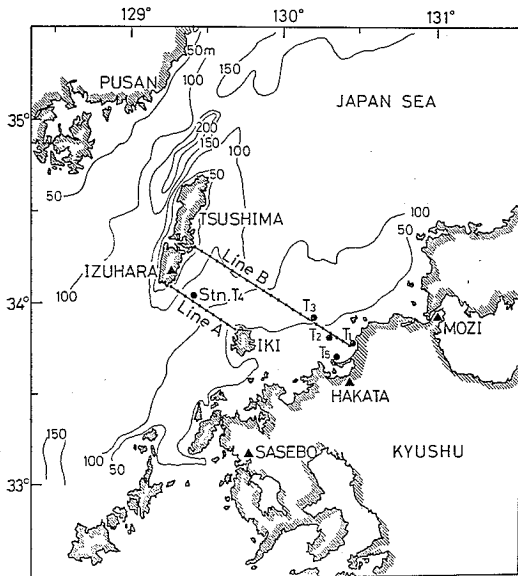 129°
130°
131°
50m
150
100
PUSAN
JAPAN SEA
35°
200
150
100
50
50
TSUSHIMA
100
50
IZUHARA
Line B
100
Stn.T4
T3
34°
Line A
T2
T1
MOZI
IKI
T5
HAKATA
150
100
50
SASEBO
KYUSHU
33°